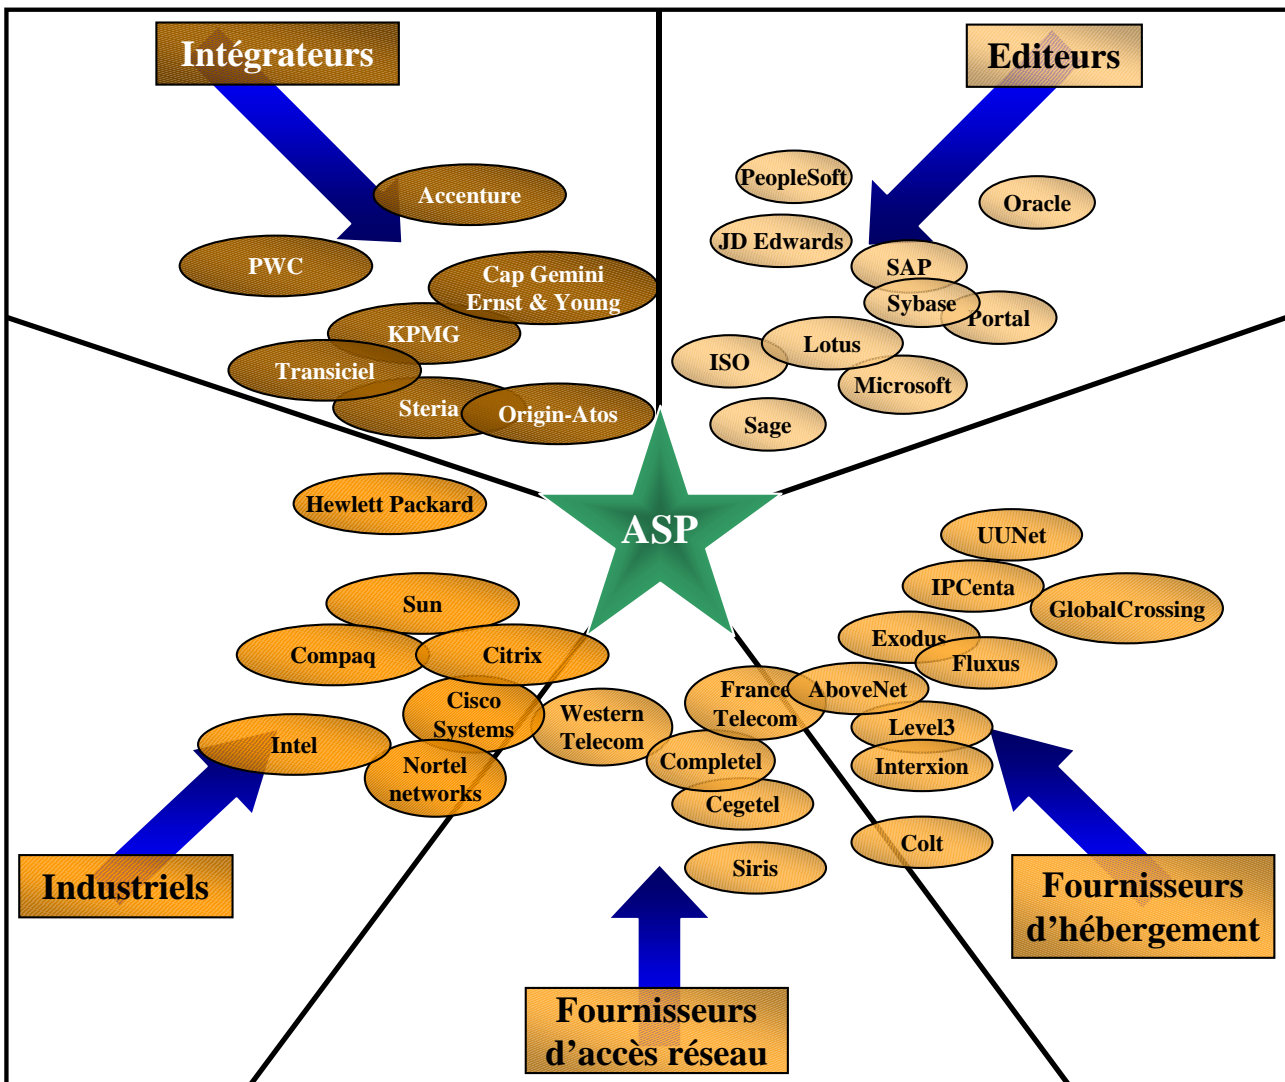 Intégrateurs
Editeurs
Accenture
PWC
Cap Gemini
Ernst & Young
KPMG
Transiciel
Steria
Origin-Atos
PeopleSoft
Oracle
JD Edwards
SAP
Sybase
Portal
Lotus
ISO
Microsoft
Sage
ASP
Hewlett Packard
Sun
Compaq
Citrix
Cisco
Systems
Intel
Nortel
networks
Industriels
Western
Telecom
France
Telecom
Completel
Cegetel
Siris
Fournisseurs
d’accès réseau
UUNet
IPCenta
GlobalCrossing
Exodus
Fluxus
AboveNet
Level3
Interxion
Colt
Fournisseurs
d’hébergement